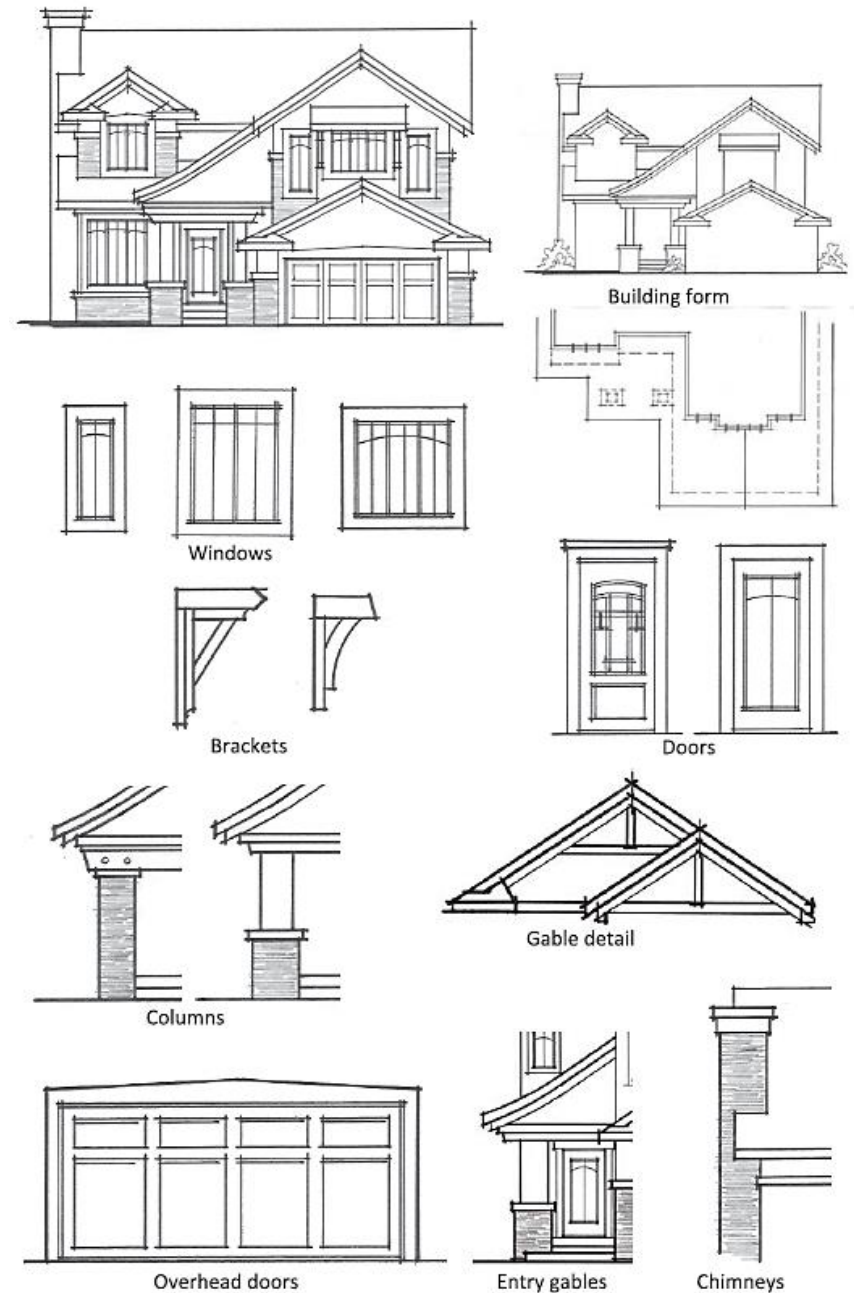 Building form
Windows
Brackets
Doors
Columns
Gable detail
Overhead doors
Entry gables
Chimneys